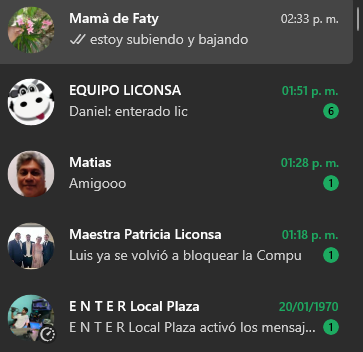 Mamà de Faty 02:33 p. m.
estoy subiendo y bajando
EQUIPO LICONSA 01:51 p. m.
Daniel: enterado lic 6
Matias 01:28 p. m.
Amigooo 1
Maestra Patricia Liconsa 01:18 p. m.
Luis ya se volvió a bloquear la Compu 1
E N T E R Local Plaza 20/01/1970
E N T E R Local Plaza activó los mensaj... 1